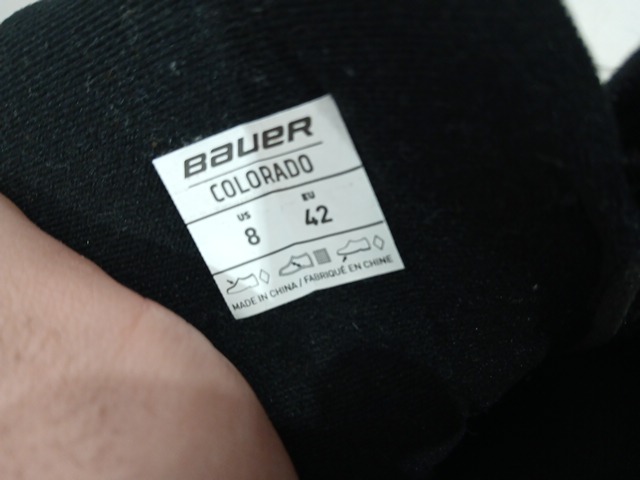 BAUER
COLORADO
US EU
8 42
MADE IN CHINA / FABRIQUÉ EN CHINE